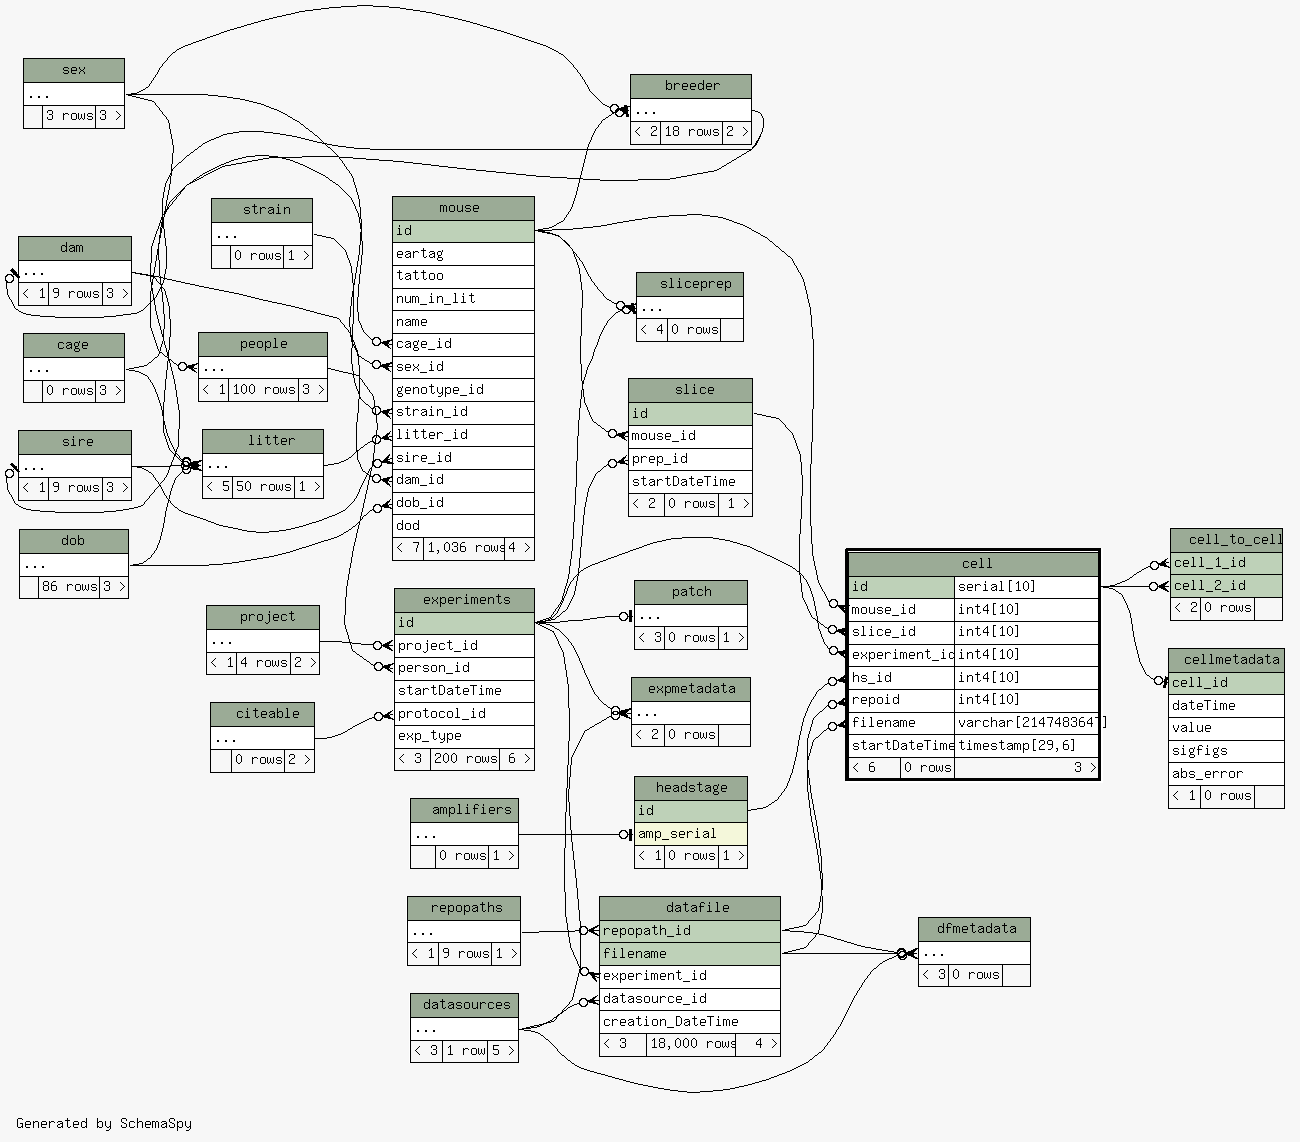 sex
...
3 rows 3 >
breeder
...
< 2 18 rows 2 >
strain
...
0 rows 1 >
mouse
id
eartag
tattoo
num_in_lit
name
cage_id
sex_id
genotype_id
strain_id
litter_id
sire_id
dam_id
dob_id
dod
< 7 1,036 rows 4 >
dam
...
< 1 9 rows 3 >
sliceprep
...
< 4 0 rows
cage
...
0 rows 3 >
people
...
< 1 100 rows 3 >
slice
id
mouse_id
prep_id
startDateTime
< 2 0 rows 1 >
sire
...
< 1 9 rows 3 >
litter
...
< 5 50 rows 1 >
dob
...
86 rows 3 >
cell
id serial[10]
mouse_id int4[10]
slice_id int4[10]
experiment_id int4[10]
hs_id int4[10]
repoid int4[10]
filename varchar[2147483647]
startDateTime timestamp[29,6]
< 6 0 rows 3 >
cell_to_cell
cell_1_id
cell_2_id
< 2 0 rows
project
...
< 1 4 rows 2 >
experiments
id
project_id
person_id
startDateTime
protocol_id
exp_type
< 3 200 rows 6 >
patch
...
< 3 0 rows 1 >
cellmetadata
cell_id
dateTime
value
sigfigs
abs_error
< 1 0 rows
citeable
...
0 rows 2 >
expmetadata
...
< 2 0 rows
amplifiers
...
0 rows 1 >
headstage
id
amp_serial
< 1 0 rows 1 >
repopaths
...
< 1 9 rows 1 >
datafile
repopath_id
filename
experiment_id
datasource_id
creation_DateTime
< 3 18,000 rows 4 >
dfmetadata
...
< 3 0 rows
datasources
...
< 3 1 row 5 >
Generated by SchemaSpy